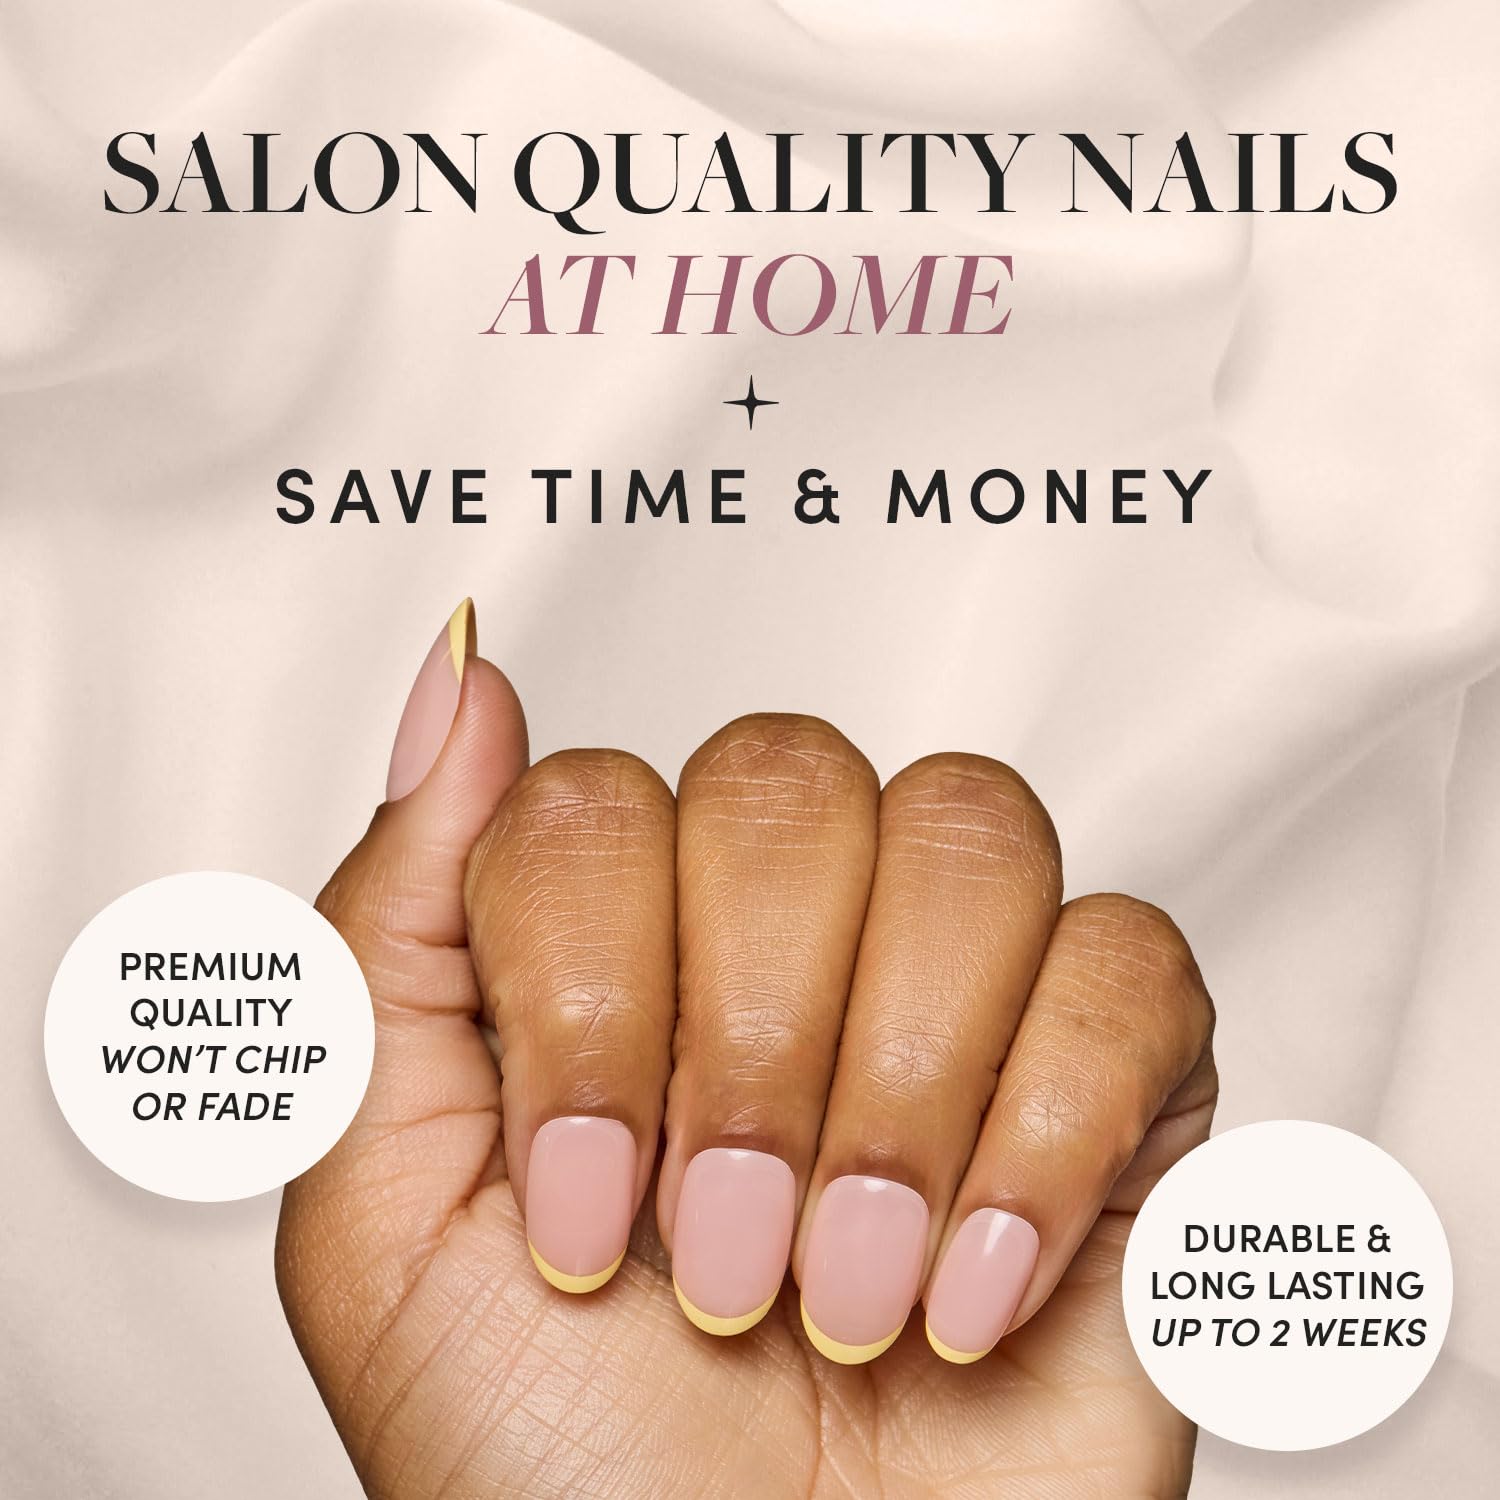 SALON QUALITY NAILS
AT HOME
SAVE TIME & MONEY
PREMIUM
QUALITY
WON'T CHIP
OR FADE
DURABLE &
LONG LASTING
UP TO 2 WEEKS